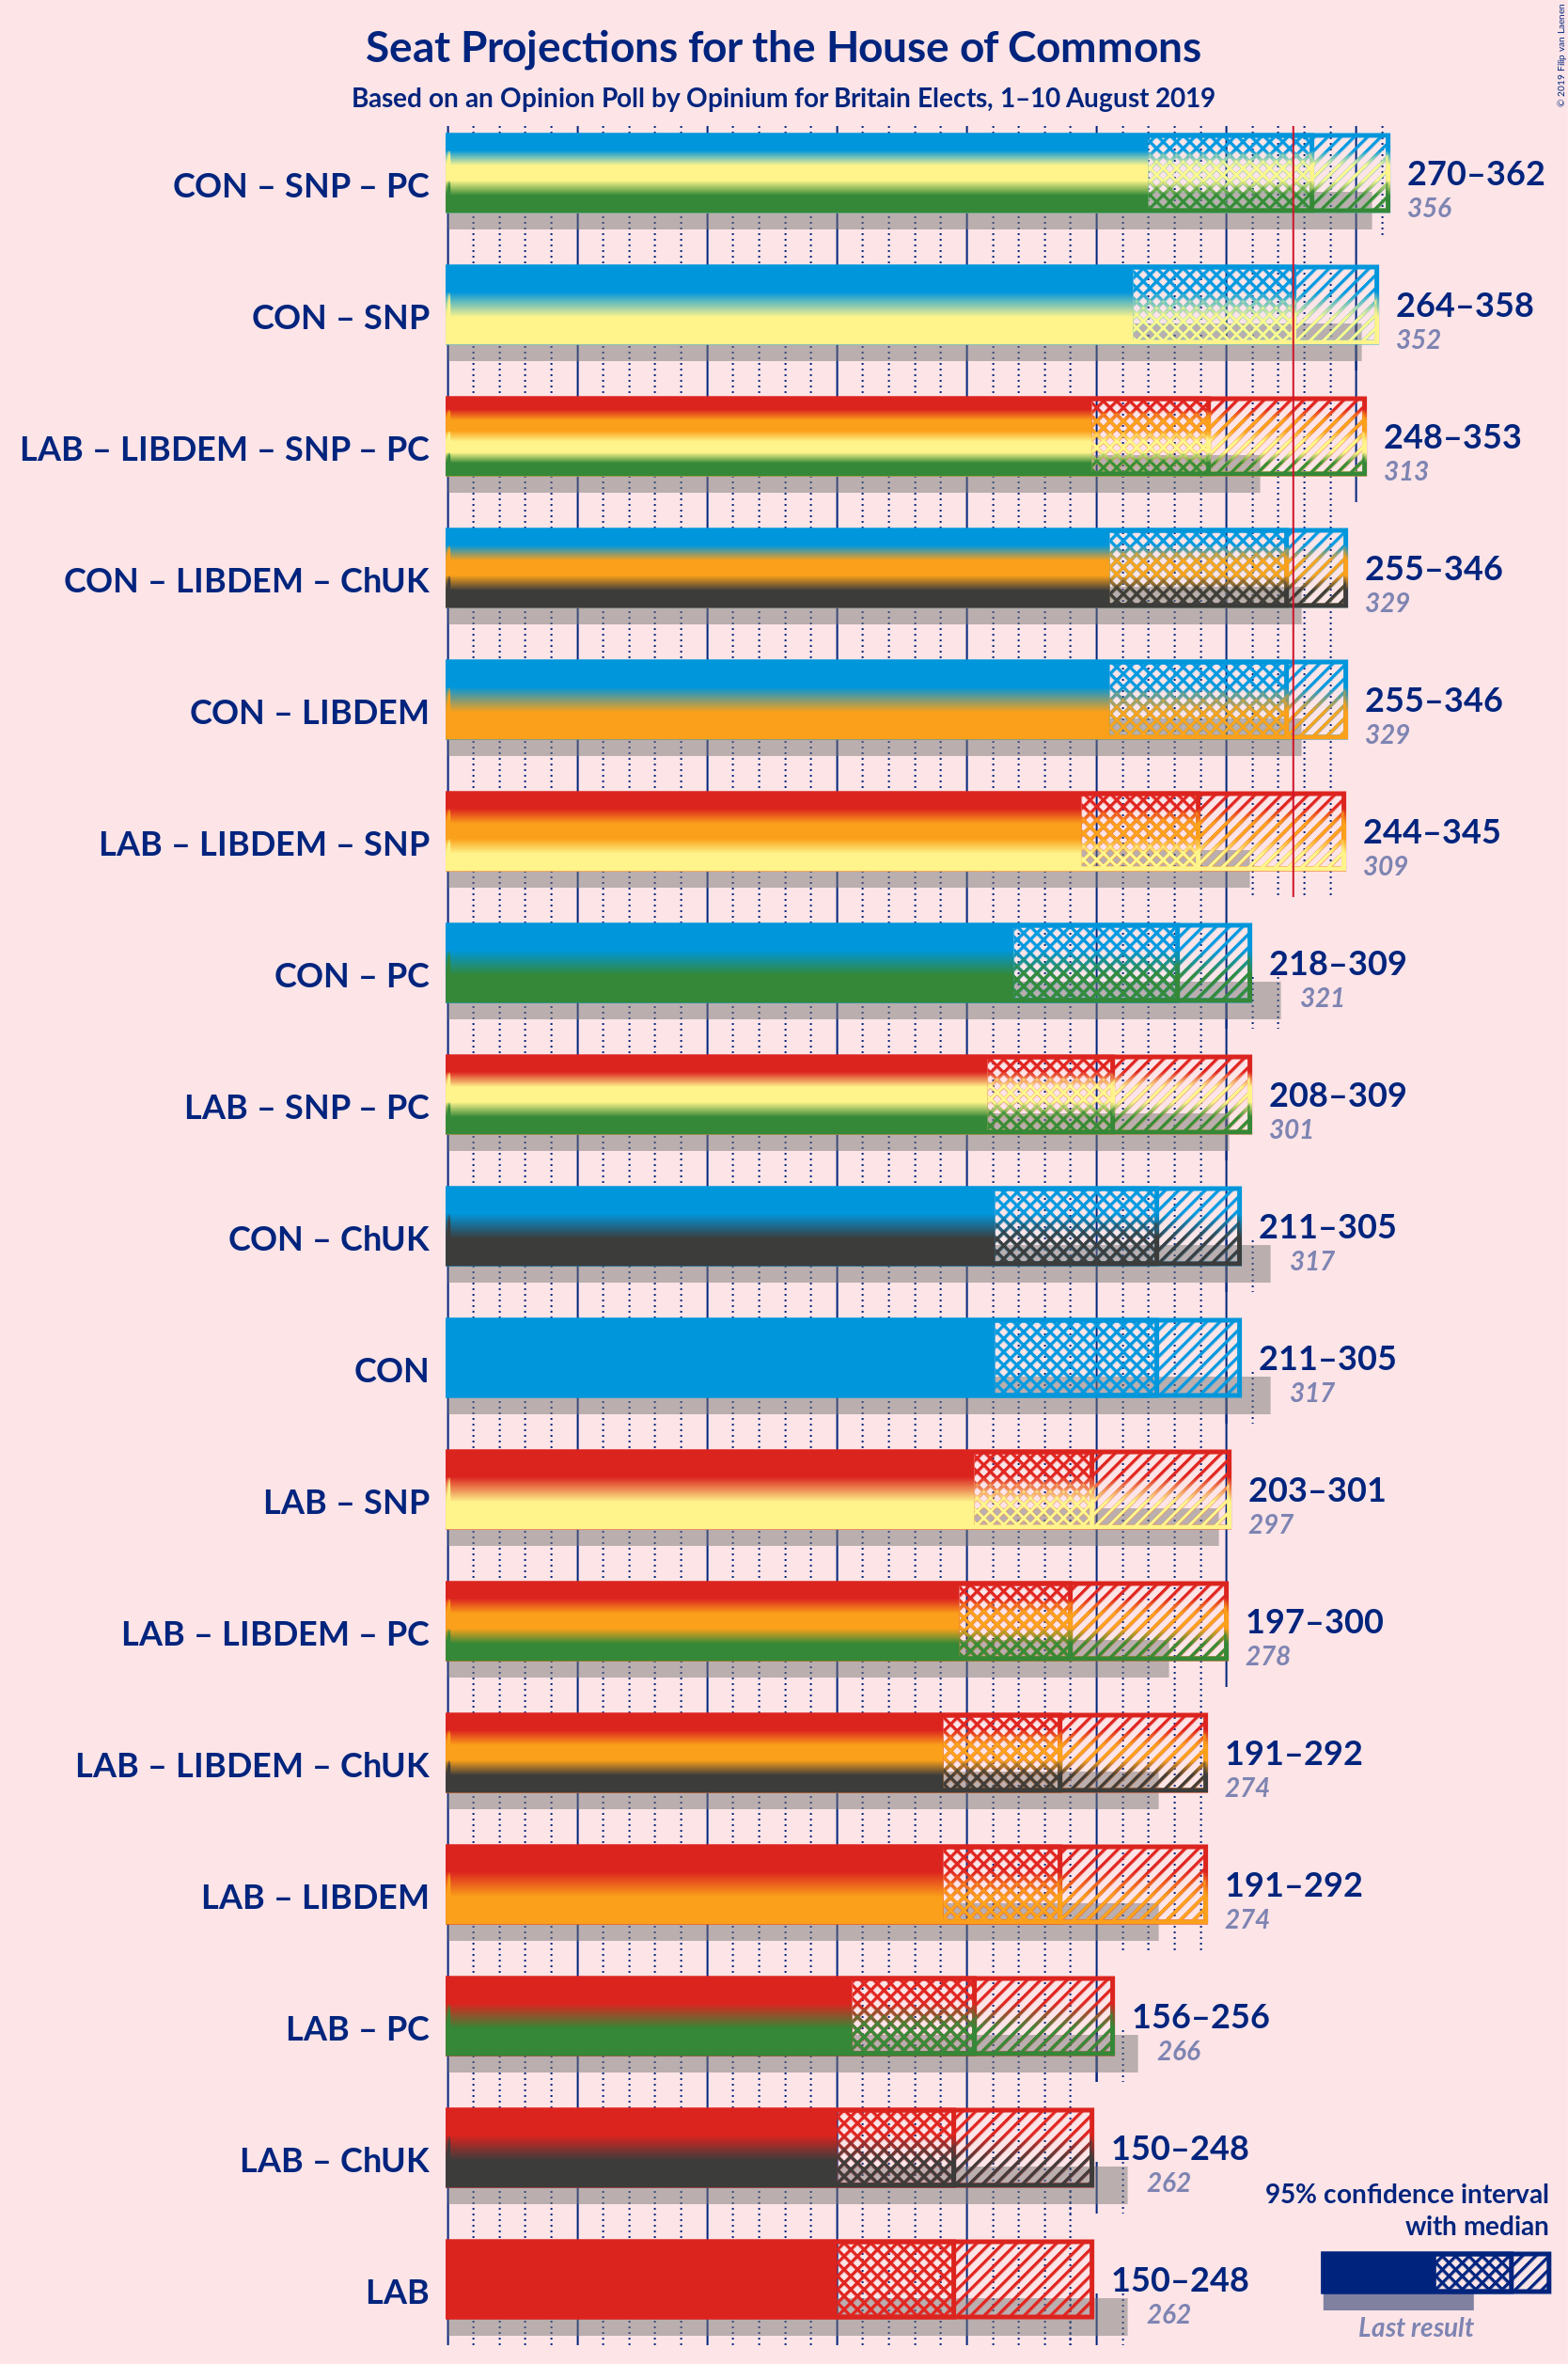 Seat Projections for the House of Commons
Based on an Opinion Poll by Opinium for Britain Elects, 1–10 August 2019
© 2019 Filip van Laenen
CON – SNP – PC
270–362
356
CON – SNP
264–358
352
LAB – LIBDEM – SNP – PC
248–353
313
CON – LIBDEM – ChUK
255–346
329
CON – LIBDEM
255–346
329
LAB – LIBDEM – SNP
244–345
309
CON – PC
218–309
321
LAB – SNP – PC
208–309
301
CON – ChUK
211–305
317
CON
211–305
317
LAB – SNP
203–301
297
LAB – LIBDEM – PC
197–300
278
LAB – LIBDEM – ChUK
191–292
274
LAB – LIBDEM
191–292
274
LAB – PC
156–256
266
LAB – ChUK
150–248
262
LAB
150–248
262
95% confidence interval
with median
Last result